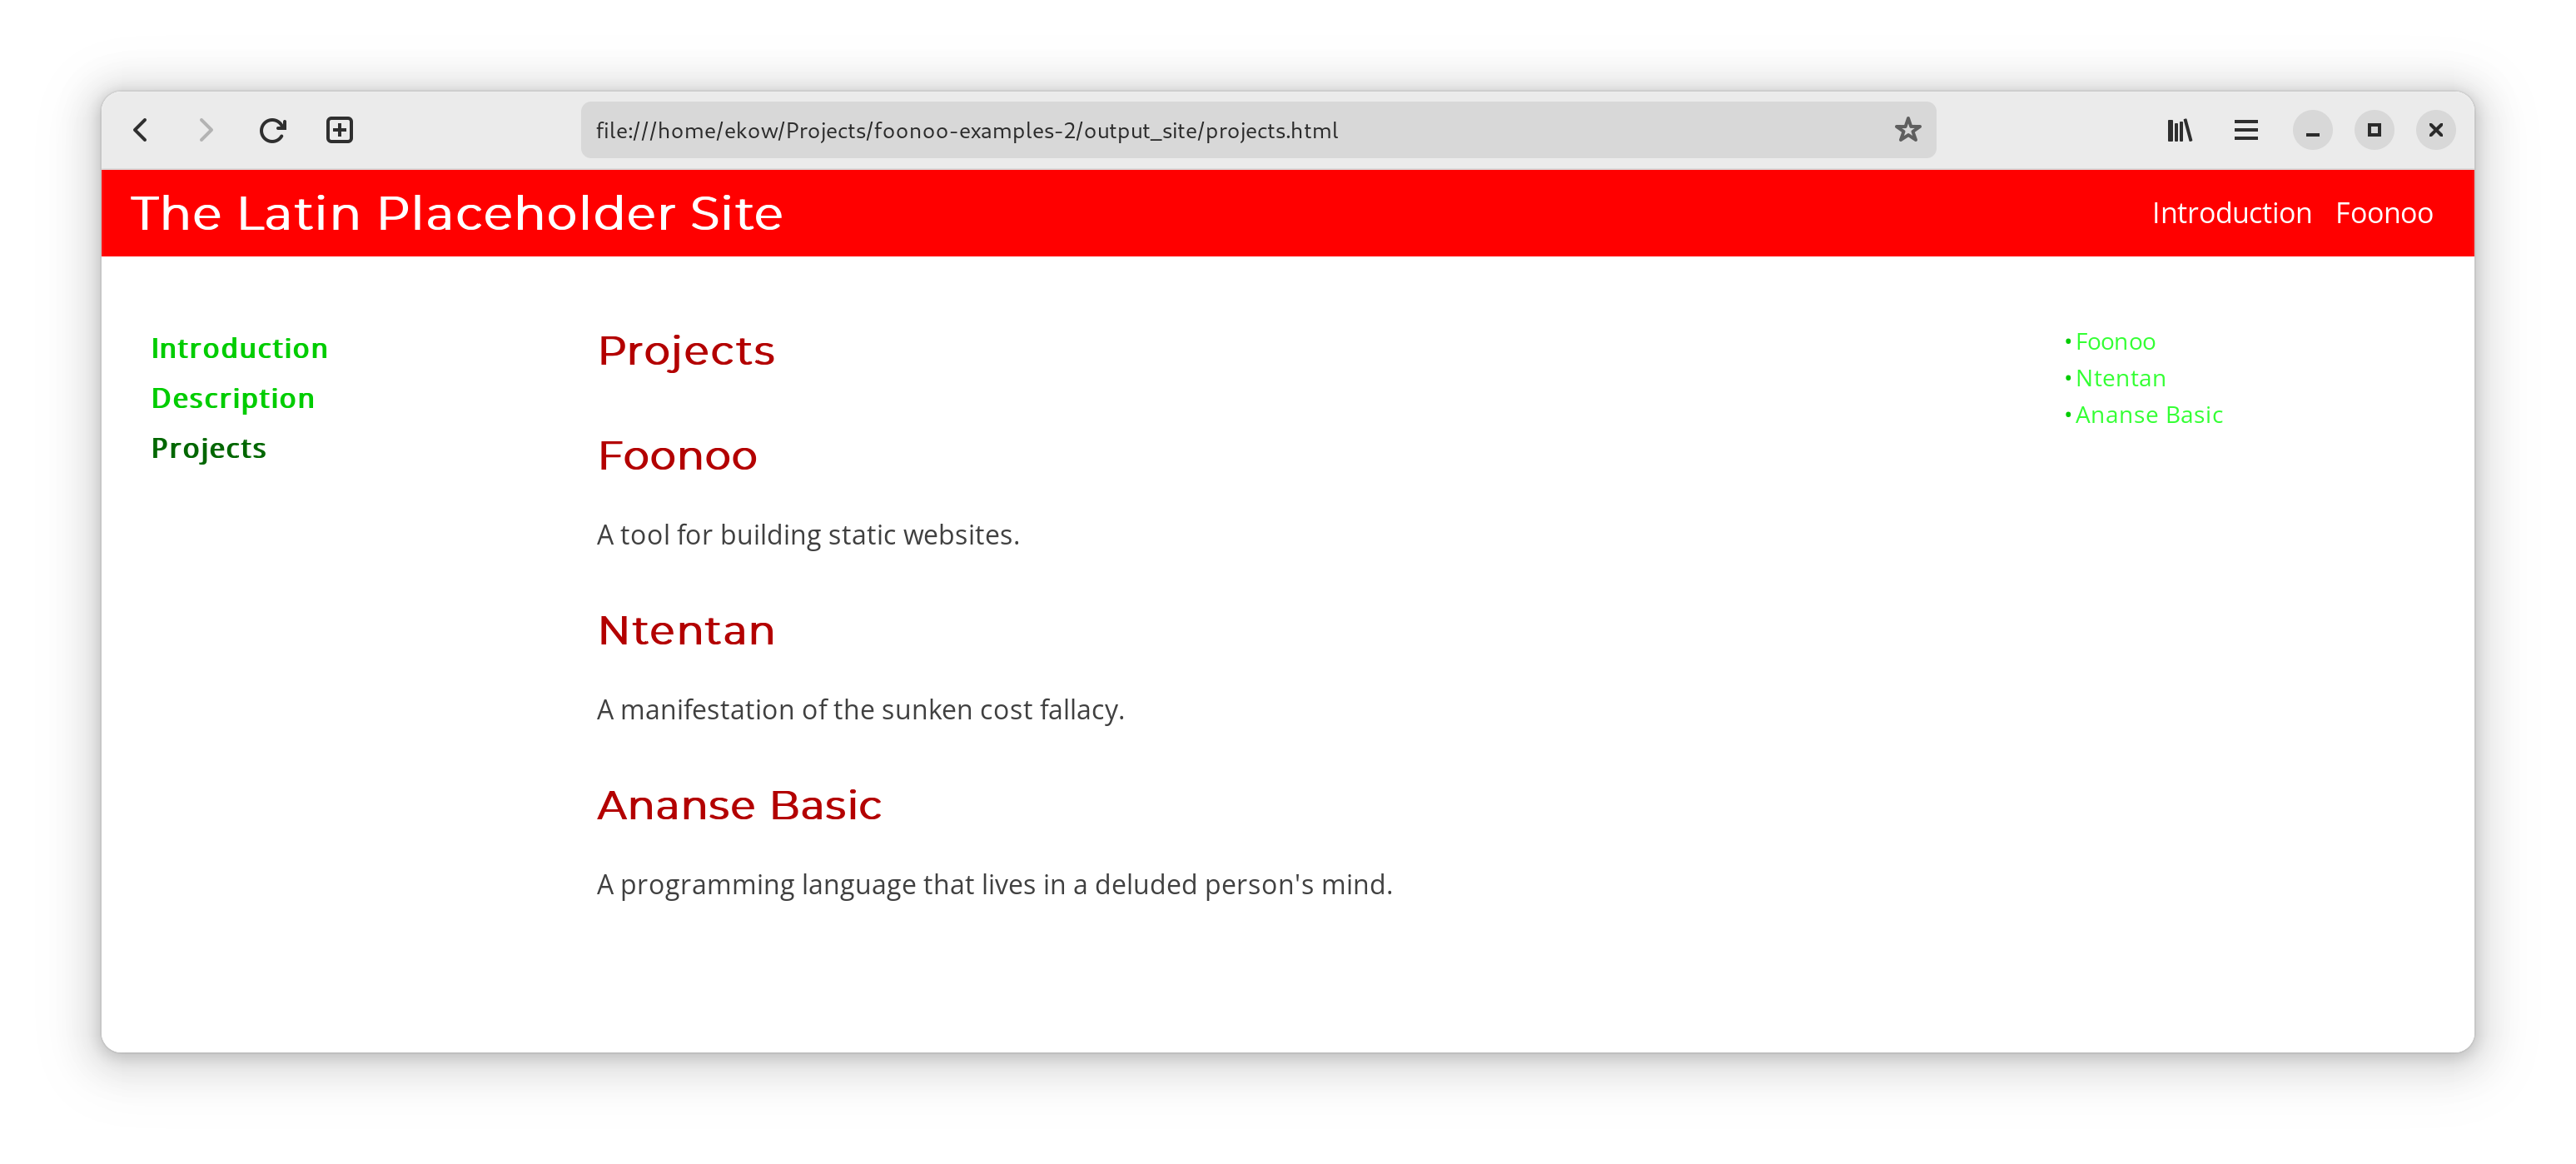 file:///home/ekow/Projects/foonoo-examples-2/output_site/projects.html
The Latin Placeholder Site
Introduction Foonoo
Introduction
Description
Projects
Projects
Foonoo
A tool for building static websites.
Ntentan
A manifestation of the sunken cost fallacy.
Ananse Basic
A programming language that lives in a deluded person's mind.
• Foonoo
• Ntentan
• Ananse Basic